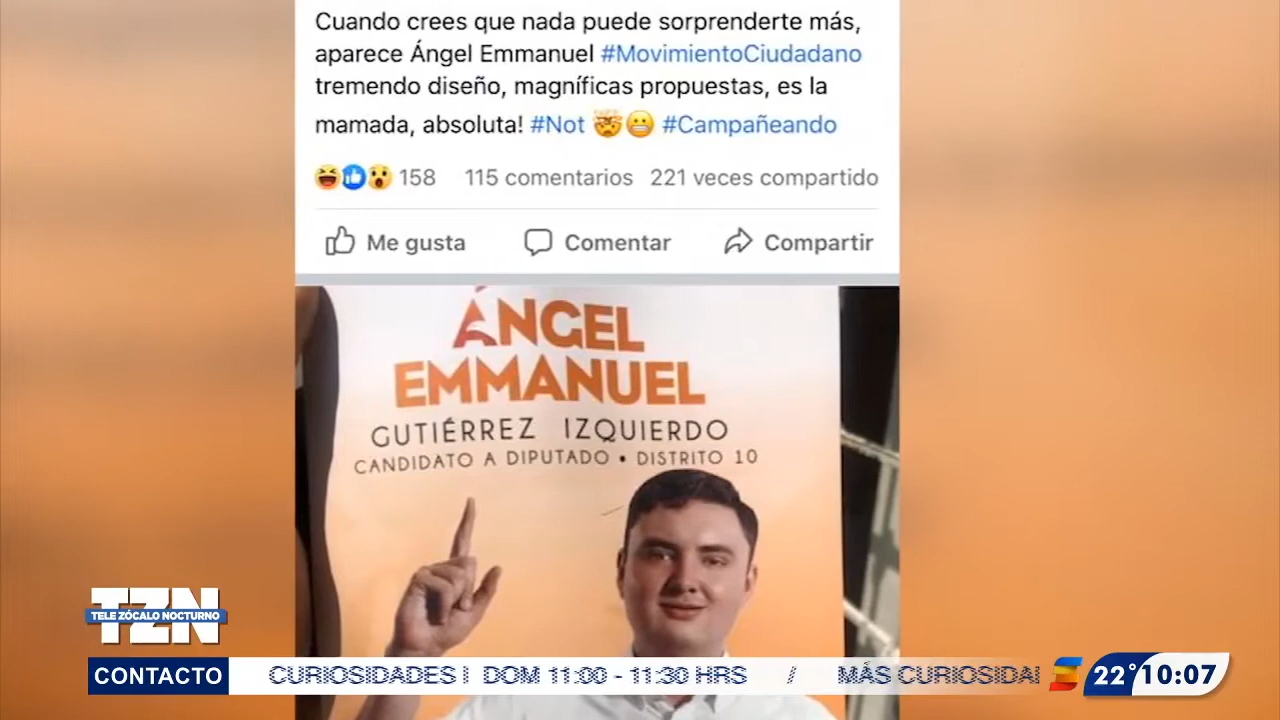 Cuando crees que nada puede sorprenderte más,
aparece Ángel Emmanuel #MovimientoCiudadano
tremendo diseño, magníficas propuestas, es la
mamada, absoluta! #Not 🤯😬 #Campañeando
158 115 comentarios 221 veces compartido
Me gusta Comentar Compartir
ÁNGEL
EMMANUEL
GUTIÉRREZ IZQUIERDO
CANDIDATO A DIPUTADO • DISTRITO 10
TZN
TELE ZÓCALO NOCTURNO
CONTACTO CURIOSIDADES | DOM 11:00 - 11:30 HRS / MÁS CURIOSIDA 22° 10:07